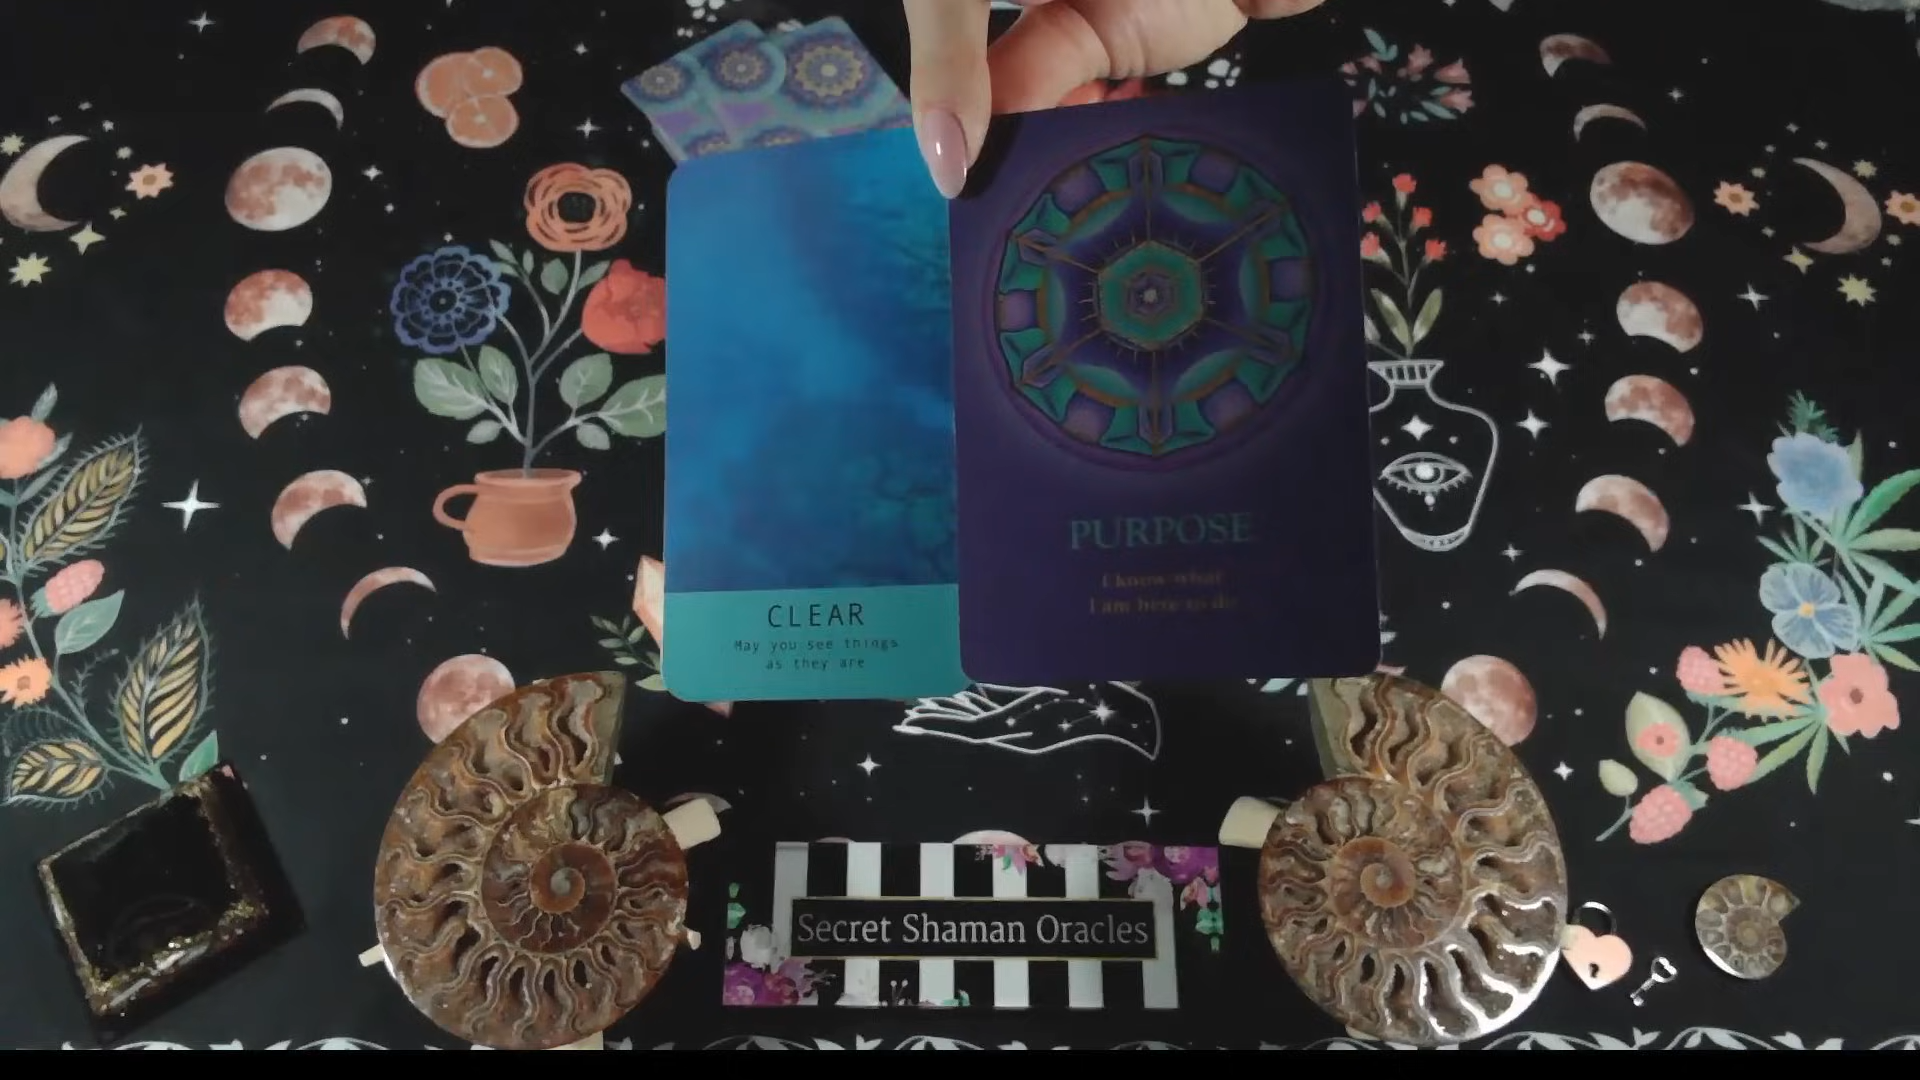 CLEAR
May you see things
as they are
PURPOSE
I know what
I am here to do
Secret Shaman Oracles